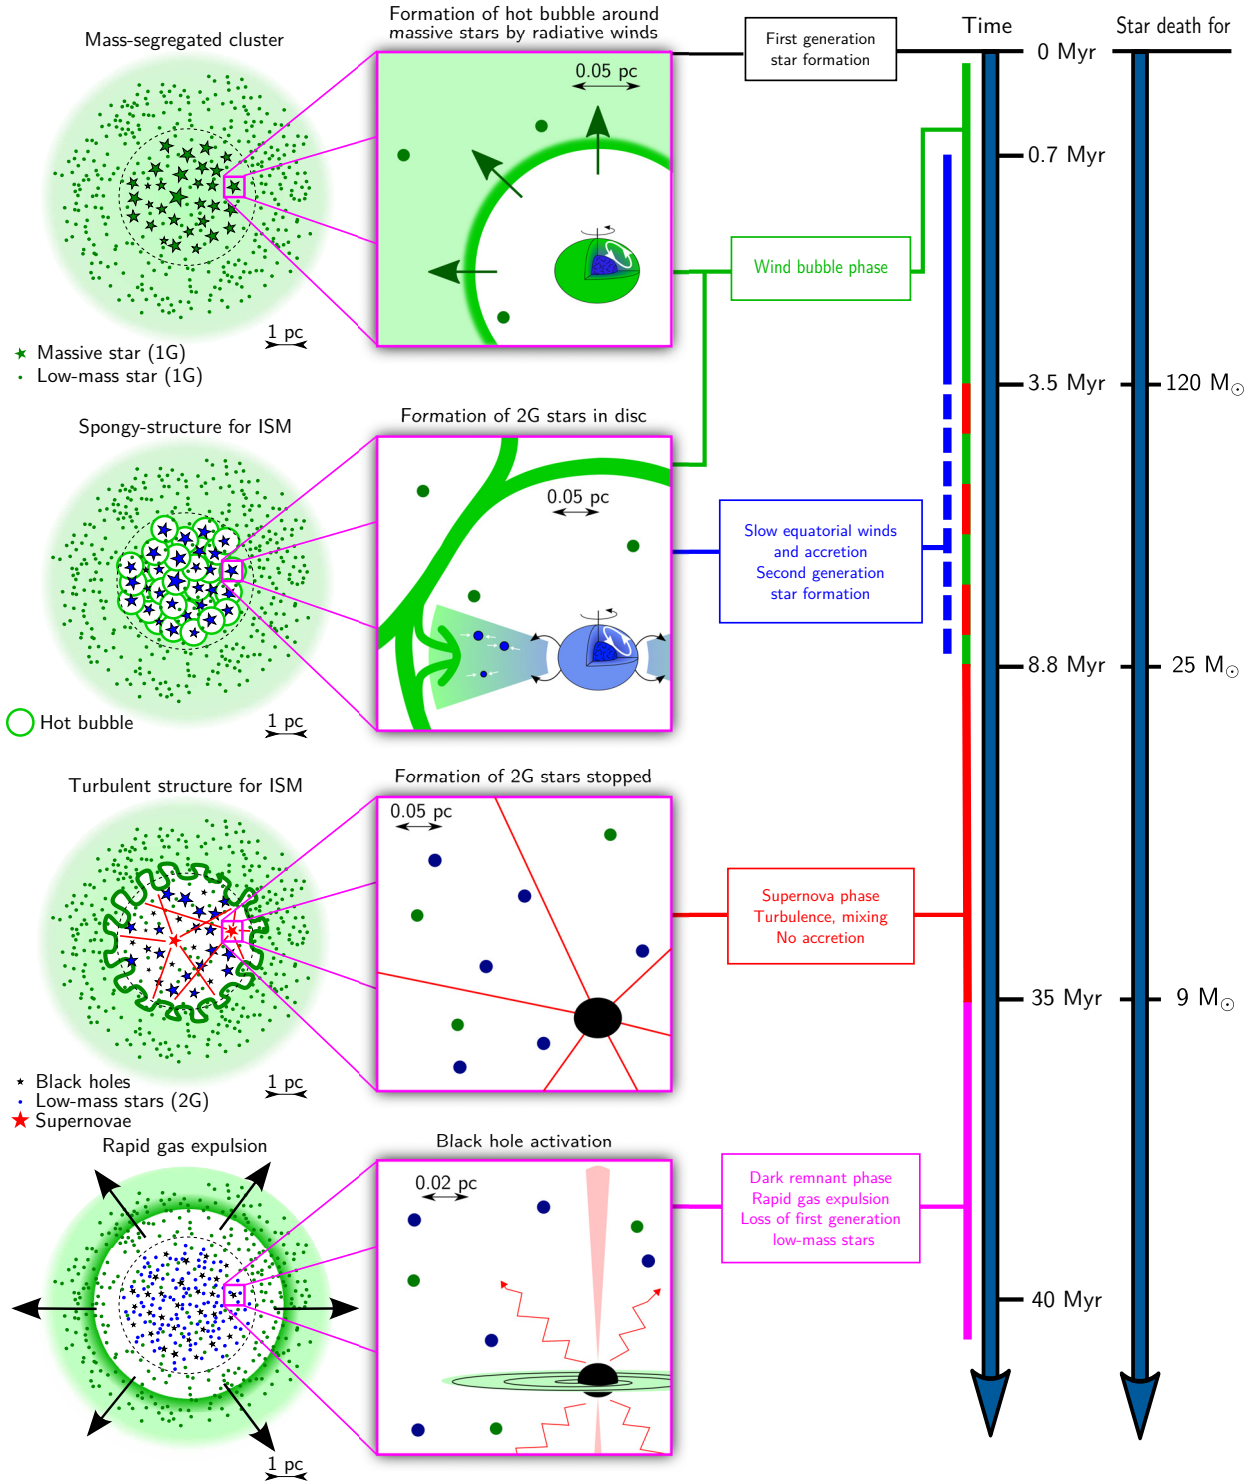 Mass-segregated cluster
1 pc
Massive star (1G)
Low-mass star (1G)
Formation of hot bubble around
massive stars by radiative winds
0.05 pc
First generation
star formation
Wind bubble phase
Time
0 Myr
0.7 Myr
3.5 Myr
8.8 Myr
35 Myr
40 Myr
Star death for
120 M☉
25 M☉
9 M☉
Spongy-structure for ISM
1 pc
Hot bubble
Formation of 2G stars in disc
0.05 pc
Slow equatorial winds
and accretion
Second generation
star formation
Turbulent structure for ISM
1 pc
Black holes
Low-mass stars (2G)
Supernovae
Formation of 2G stars stopped
0.05 pc
Supernova phase
Turbulence, mixing
No accretion
Rapid gas expulsion
1 pc
Black hole activation
0.02 pc
Dark remnant phase
Rapid gas expulsion
Loss of first generation
low-mass stars